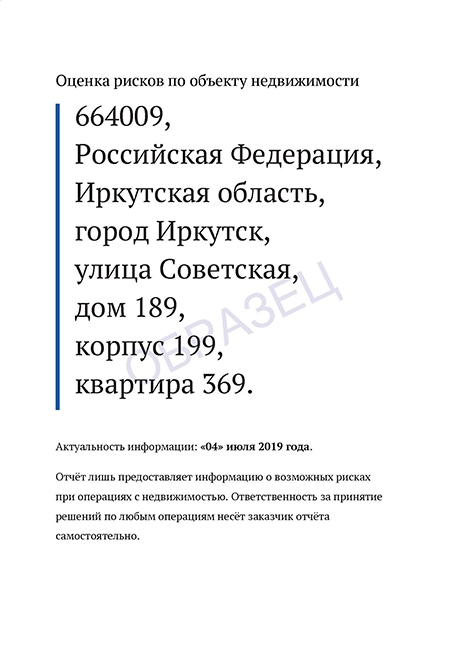 Оценка рисков по объекту недвижимости
664009,
Российская Федерация,
Иркутская область,
город Иркутск,
улица Советская,
дом 189,
корпус 199,
квартира 369.
ОБРАЗЕЦ
Актуальность информации: «04» июля 2019 года.
Отчёт лишь предоставляет информацию о возможных рисках
при операциях с недвижимостью. Ответственность за принятие
решений по любым операциям несёт заказчик отчёта
самостоятельно.